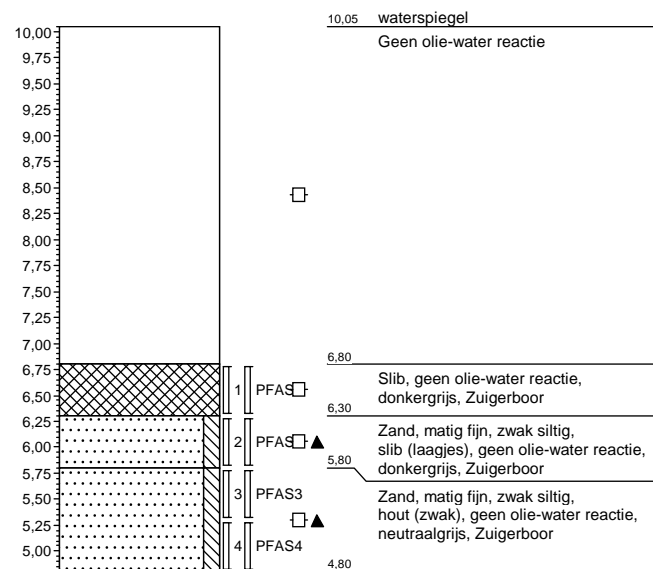 10,05 waterspiegel
10,00
Geen olie-water reactie
9,75
9,50
9,25
9,00
8,75
8,50
8,25
8,00
7,75
7,50
7,25
7,00
6,80
6,75
1 PFAS
Slib, geen olie-water reactie,
donkergrijs, Zuigerboor
6,50
6,30
6,25
2 PFAS
Zand, matig fijn, zwak siltig,
slib (laagjes), geen olie-water reactie,
donkergrijs, Zuigerboor
6,00
5,80
5,75
3 PFAS3
Zand, matig fijn, zwak siltig,
hout (zwak), geen olie-water reactie,
neutraalgrijs, Zuigerboor
5,50
5,25
4 PFAS4
5,00
4,80